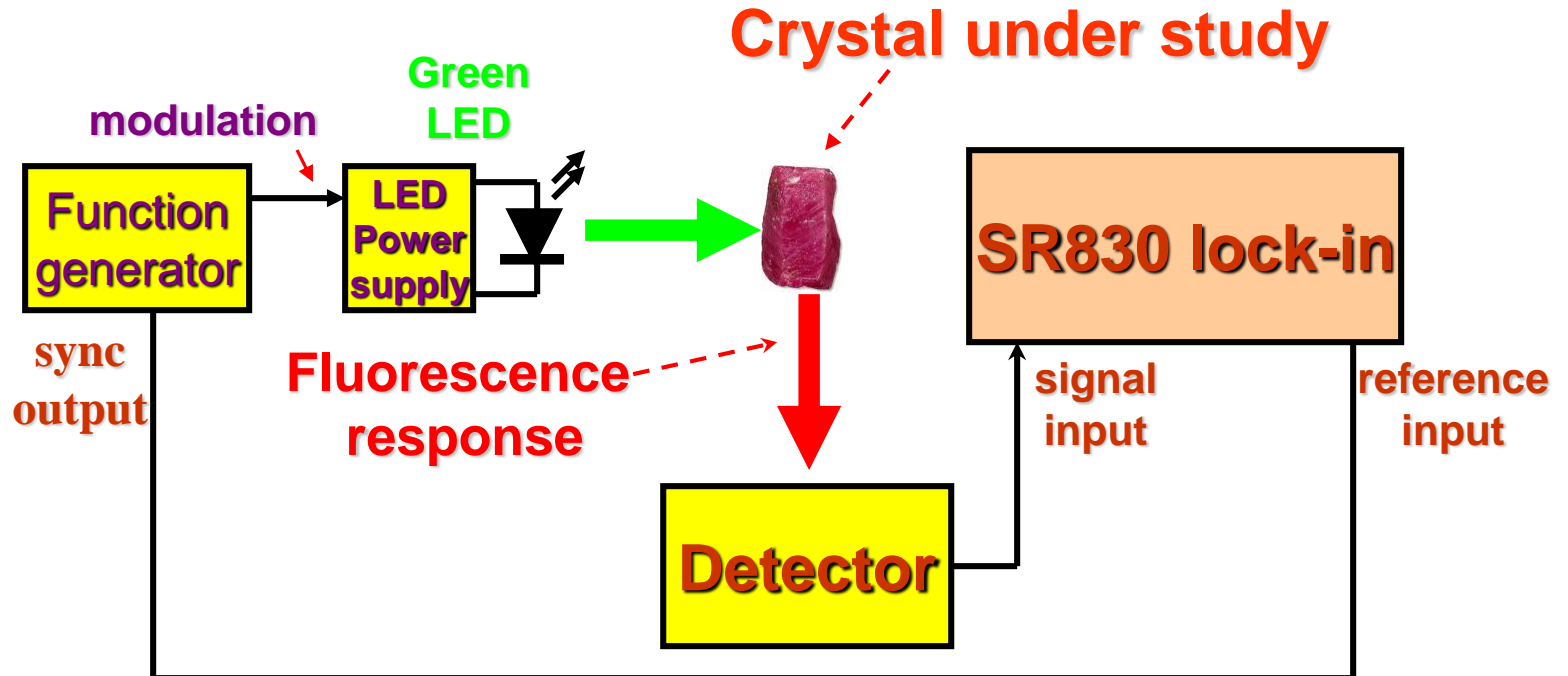 Crystal under study
Green
LED
modulation
Function
generator
LED
Power
supply
SR830 lock-in
sync
output
Fluorescence
response
signal
input
reference
input
Detector